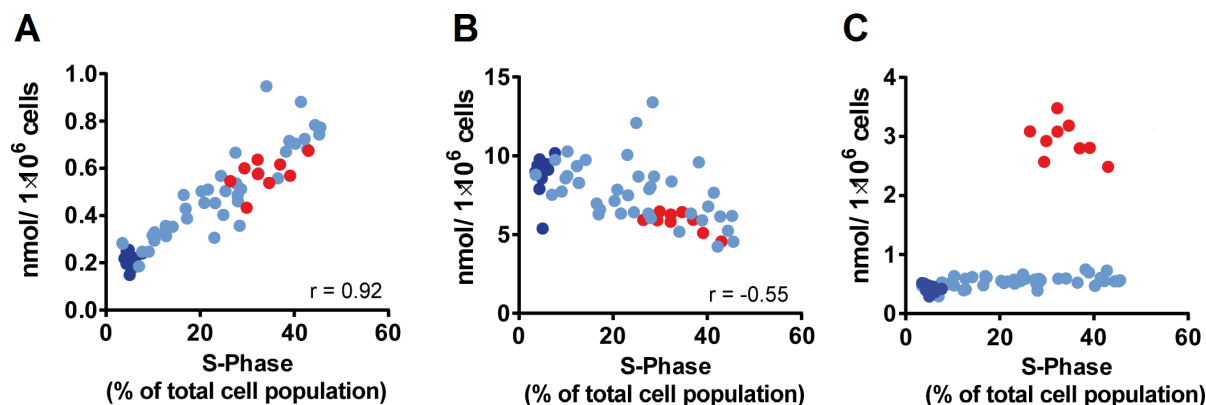 A
nmol/ 1×10⁶ cells
1.0
0.8
0.6
0.4
0.2
0.0
r = 0.92
0 20 40 60
S-Phase
(% of total cell population)
B
nmol/ 1×10⁶ cells
15
10
5
0
r = -0.55
0 20 40 60
S-Phase
(% of total cell population)
C
nmol/ 1×10⁶ cells
4
3
2
1
0
0 20 40 60
S-Phase
(% of total cell population)